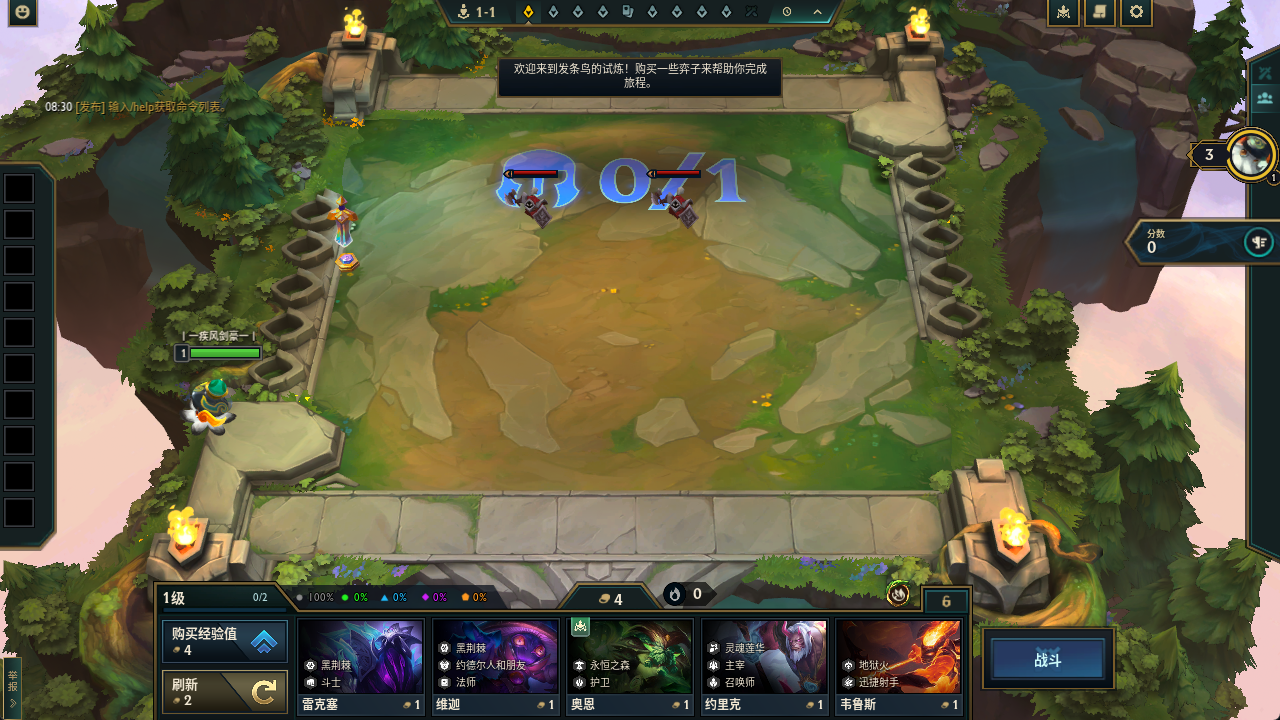 1-1
欢迎来到发条鸟的试炼！购买一些弈子来帮助你完成
旅程。
08:30 [发布] 输入/help获取命令列表。
0/1
3
1
分数
0
丨一疾风剑豪一丨
1
1级 0/2
100% 0% 0% 0% 0%
4
0
6
购买经验值
4
刷新
2
黑荆棘
斗士
雷克塞 1
黑荆棘
约德尔人和朋友
法师
维迦 1
永恒之森
护卫
奥恩 1
灵魂莲华
主宰
召唤师
约里克 1
地狱火
迅捷射手
韦鲁斯 1
战斗
举报